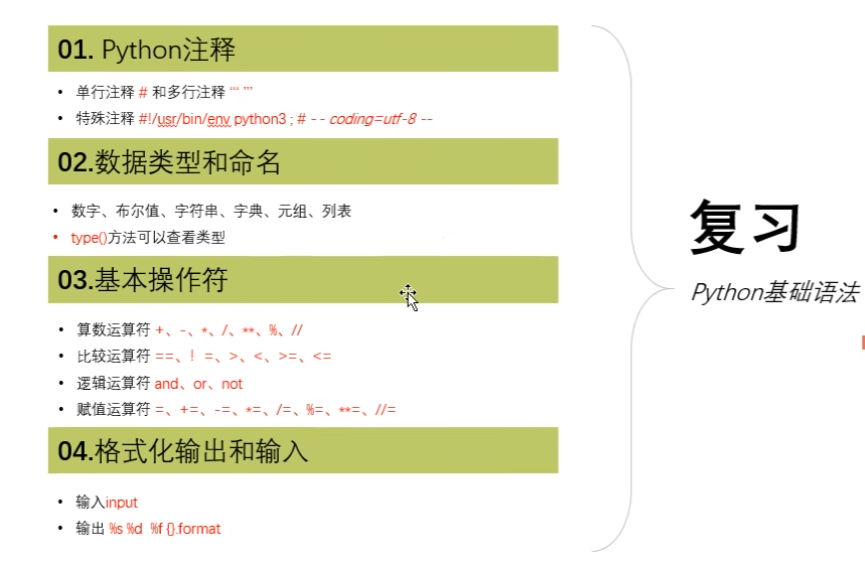 01. Python注释
• 单行注释 # 和多行注释 “‘ ’”
• 特殊注释 #!/usr/bin/env python3 ; # -- coding=utf-8 --
02.数据类型和命名
• 数字、布尔值、字符串、字典、元组、列表
• type()方法可以查看类型
03.基本操作符
• 算数运算符 +、-、*、/、**、%、//
• 比较运算符 ==、！=、>、<、>=、<=
• 逻辑运算符 and、or、not
• 赋值运算符 =、+=、-=、*=、/=、%=、**=、//=
04.格式化输出和输入
• 输入input
• 输出 %s %d %f {}.format
复习
Python基础语法